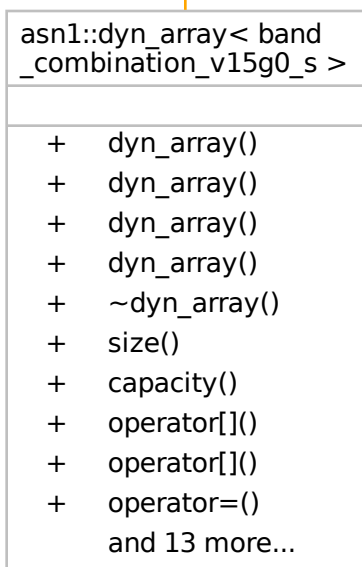 asn1::dyn_array< band
_combination_v15g0_s >
+ dyn_array()
+ dyn_array()
+ dyn_array()
+ dyn_array()
+ ~dyn_array()
+ size()
+ capacity()
+ operator[]()
+ operator[]()
+ operator=()
and 13 more...